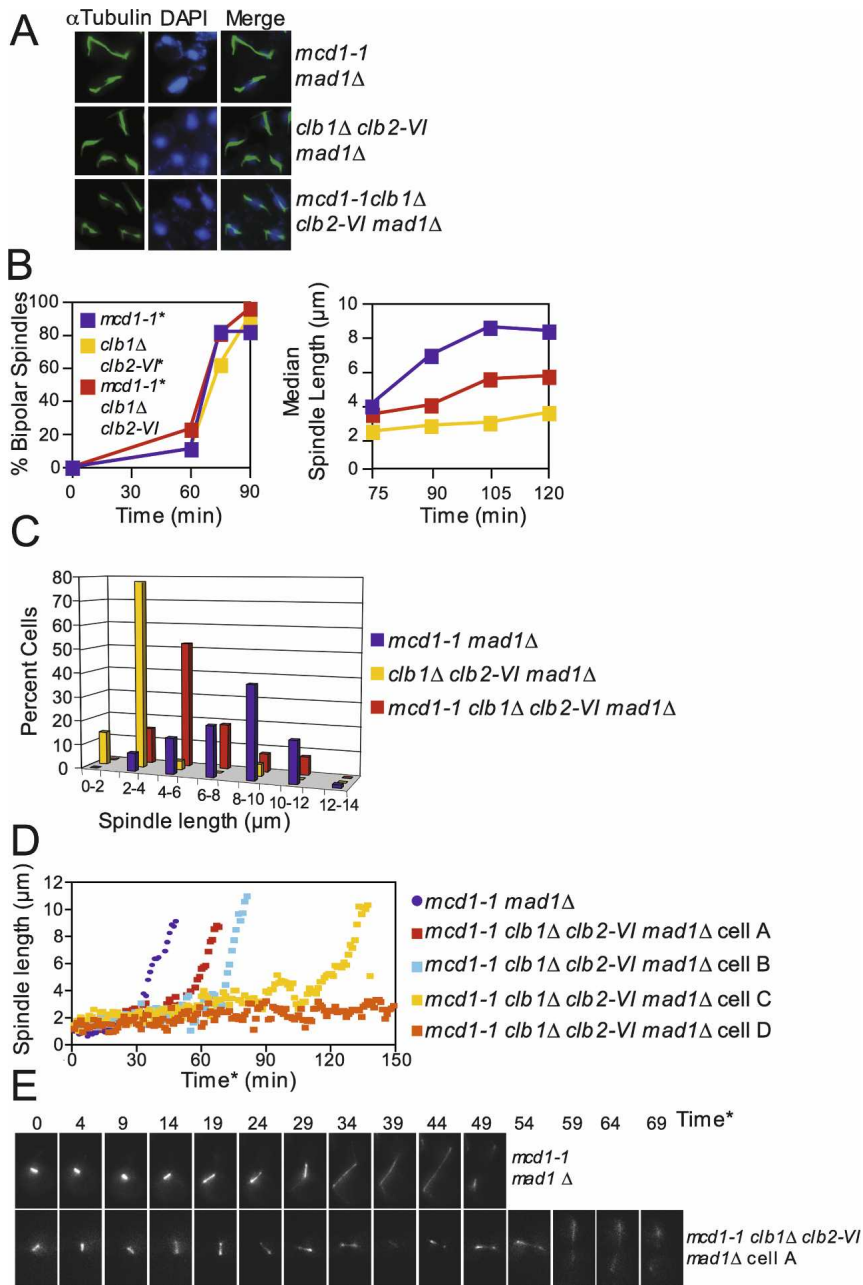 A
αTubulin DAPI Merge
mcd1-1
mad1Δ
clb1Δ clb2-VI
mad1Δ
mcd1-1clb1Δ
clb2-VI mad1Δ
B
% Bipolar Spindles
100
80
60
40
20
0
mcd1-1*
clb1Δ
clb2-VI*
mcd1-1*
clb1Δ
clb2-VI
0 30 60 90
Time (min)
Median
Spindle Length (μm)
10
8
6
4
2
0
75 90 105 120
Time (min)
C
Percent Cells
80
70
60
50
40
30
20
10
0
0-2 2-4 4-6 6-8 8-10 10-12 12-14
Spindle length (μm)
mcd1-1 mad1Δ
clb1Δ clb2-VI mad1Δ
mcd1-1 clb1Δ clb2-VI mad1Δ
D
Spindle length (μm)
12
10
8
6
4
2
0
0 30 60 90 120 150
Time* (min)
mcd1-1 mad1Δ
mcd1-1 clb1Δ clb2-VI mad1Δ cell A
mcd1-1 clb1Δ clb2-VI mad1Δ cell B
mcd1-1 clb1Δ clb2-VI mad1Δ cell C
mcd1-1 clb1Δ clb2-VI mad1Δ cell D
E
0 4 9 14 19 24 29 34 39 44 49 54 59 64 69 Time*
mcd1-1
mad1 Δ
mcd1-1 clb1Δ clb2-VI
mad1Δ cell A